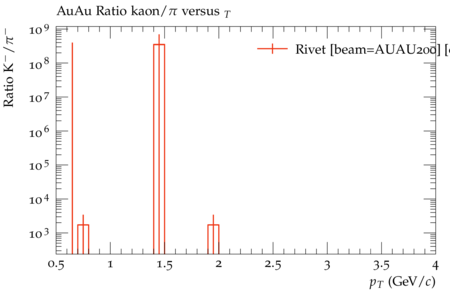 AuAu Ratio kaon/π versus T
Ratio K⁻/π⁻
Rivet [beam=AUAU200] [
10⁹
10⁸
10⁷
10⁶
10⁵
10⁴
10³
0.5 1 1.5 2 2.5 3 3.5 4
p_T (GeV/c)